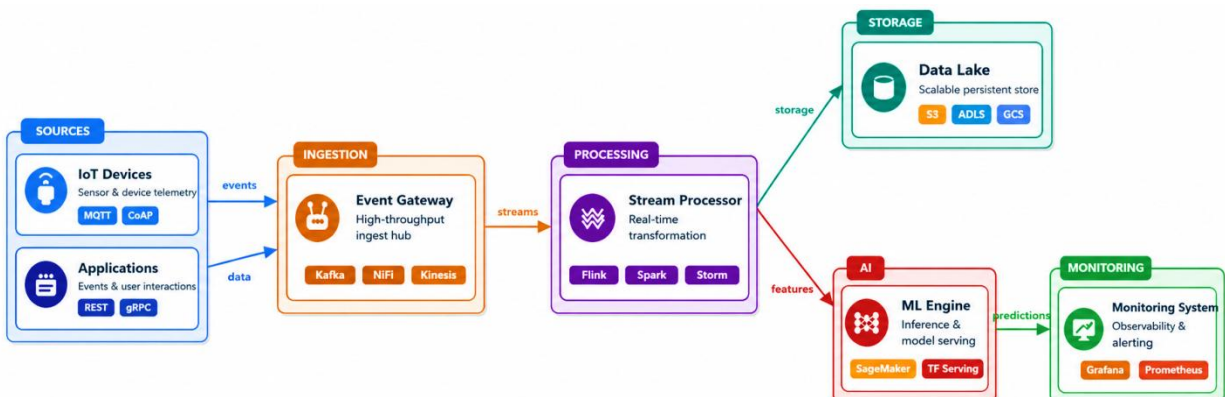 SOURCES
IoT Devices
Sensor & device telemetry
MQTT CoAP
Applications
Events & user interactions
REST gRPC
events
data
INGESTION
Event Gateway
High-throughput
ingest hub
Kafka NiFi Kinesis
streams
PROCESSING
Stream Processor
Real-time
transformation
Flink Spark Storm
storage
features
STORAGE
Data Lake
Scalable persistent store
S3 ADLS GCS
AI
ML Engine
Inference &
model serving
SageMaker TF Serving
predictions
MONITORING
Monitoring System
Observability &
alerting
Grafana Prometheus